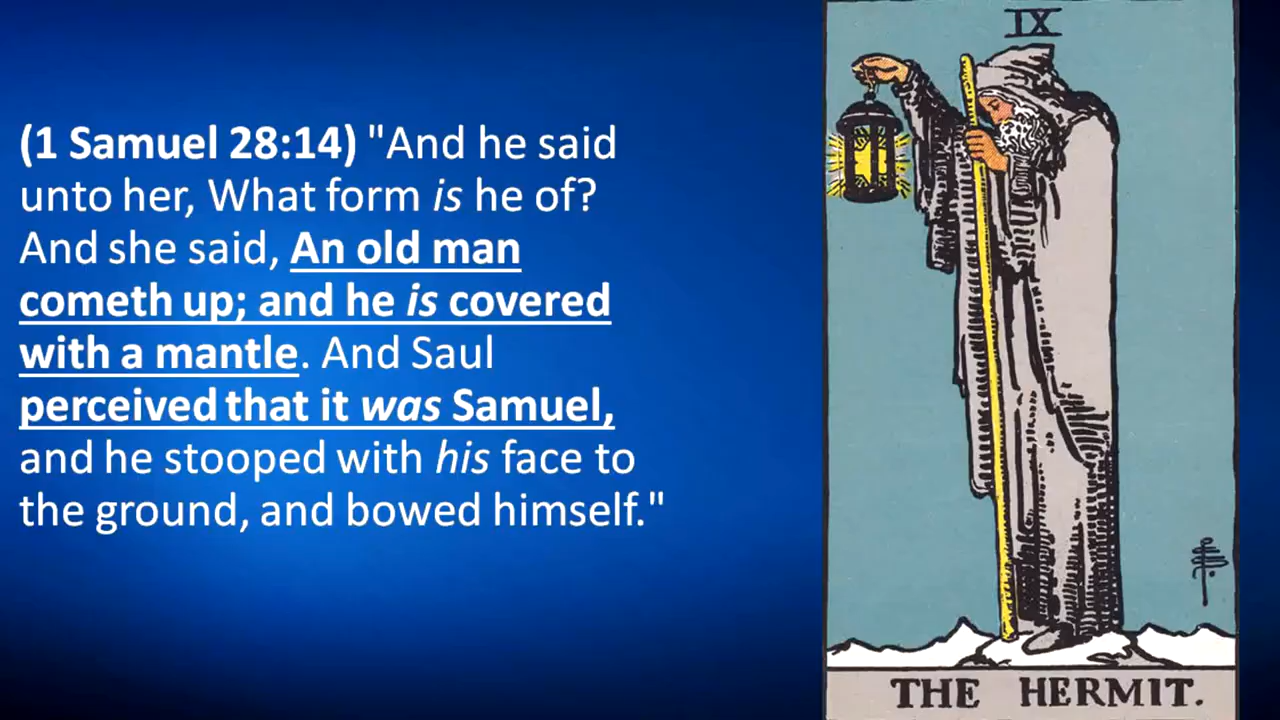 (1 Samuel 28:14) "And he said
unto her, What form is he of?
And she said, An old man
cometh up; and he is covered
with a mantle. And Saul
perceived that it was Samuel,
and he stooped with his face to
the ground, and bowed himself."
IX
THE HERMIT.